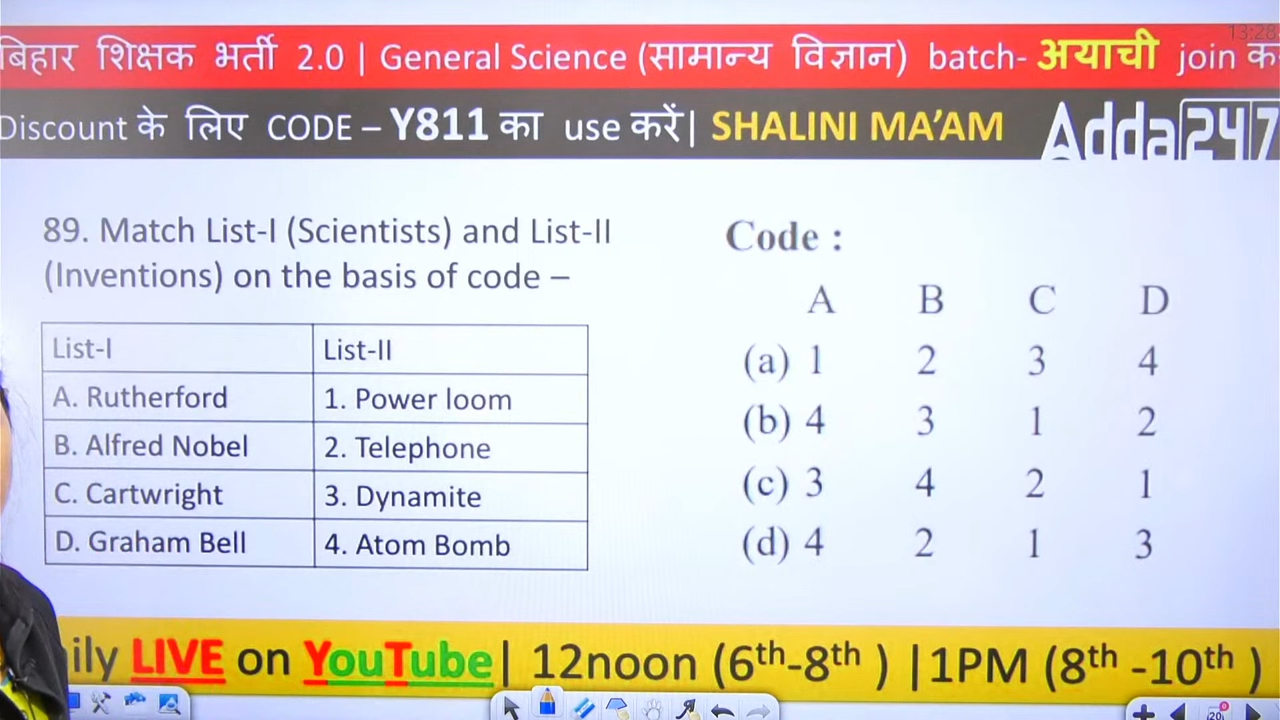 13:28
बिहार शिक्षक भर्ती 2.0 | General Science (सामान्य विज्ञान) batch- अयाची join
Discount के लिए CODE – Y811 का use करें| SHALINI MA’AM Adda247
89. Match List-I (Scientists) and List-II
(Inventions) on the basis of code –
List-I List-II
A. Rutherford 1. Power loom
B. Alfred Nobel 2. Telephone
C. Cartwright 3. Dynamite
D. Graham Bell 4. Atom Bomb
Code :
A B C D
(a) 1 2 3 4
(b) 4 3 1 2
(c) 3 4 2 1
(d) 4 2 1 3
LIVE on YouTube| 12noon (6th-8th ) |1PM (8th -10th )